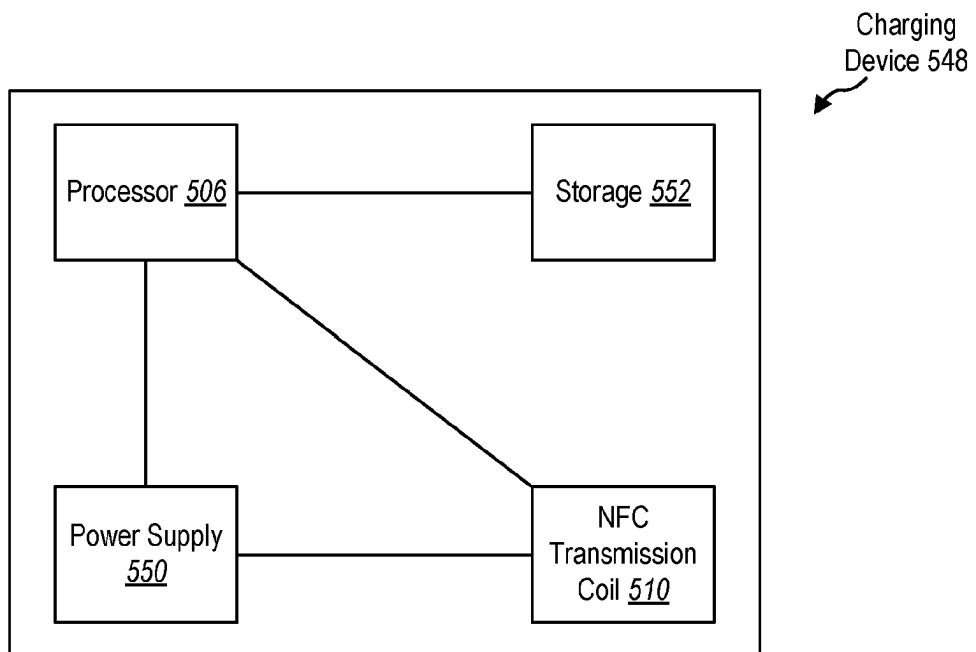 Charging
Device 548
Processor 506
Storage 552
Power Supply
550
NFC
Transmission
Coil 510